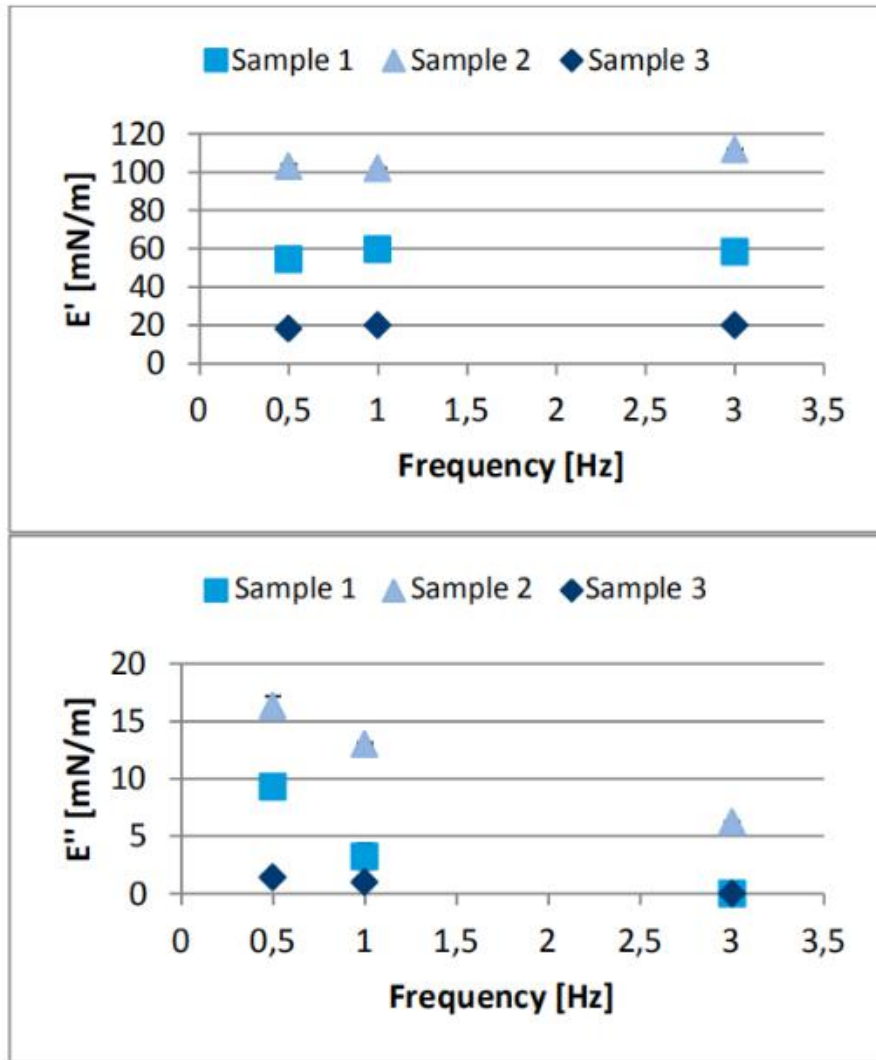 Sample 1 Sample 2 Sample 3
120
100
80
60
40
20
0
E' [mN/m]
0 0,5 1 1,5 2 2,5 3 3,5
Frequency [Hz]
Sample 1 Sample 2 Sample 3
20
15
10
5
0
E'' [mN/m]
0 0,5 1 1,5 2 2,5 3 3,5
Frequency [Hz]